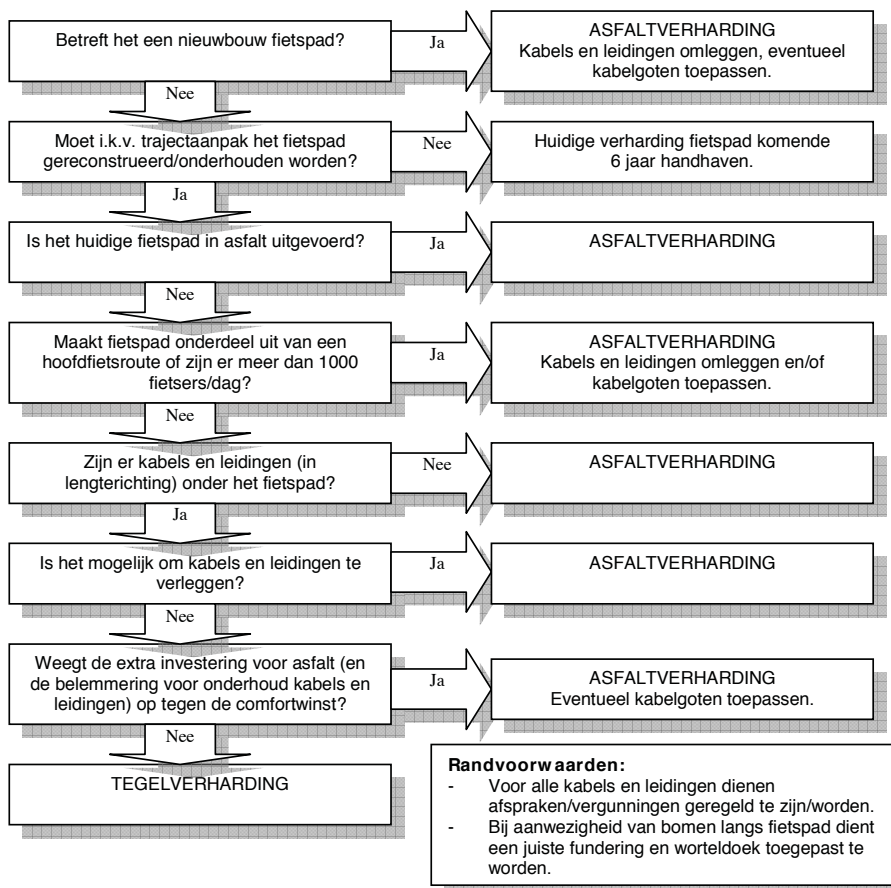 Betreft het een nieuwbouw fietspad?
Ja
ASFALTVERHARDING
Kabels en leidingen omleggen, eventueel
kabelgoten toepassen.
Nee
Moet i.k.v. trajectaanpak het fietspad
gereconstrueerd/onderhouden worden?
Nee
Huidige verharding fietspad komende
6 jaar handhaven.
Ja
Is het huidige fietspad in asfalt uitgevoerd?
Ja
ASFALTVERHARDING
Nee
Maakt fietspad onderdeel uit van een
hoofdfietsroute of zijn er meer dan 1000
fietsers/dag?
Ja
ASFALTVERHARDING
Kabels en leidingen omleggen en/of
kabelgoten toepassen.
Nee
Zijn er kabels en leidingen (in
lengterichting) onder het fietspad?
Nee
ASFALTVERHARDING
Ja
Is het mogelijk om kabels en leidingen te
verleggen?
Ja
ASFALTVERHARDING
Nee
Weegt de extra investering voor asfalt (en
de belemmering voor onderhoud kabels en
leidingen) op tegen de comfortwinst?
Ja
ASFALTVERHARDING
Eventueel kabelgoten toepassen.
Nee
TEGELVERHARDING
Randvoorwaarden:
- Voor alle kabels en leidingen dienen
afspraken/vergunningen geregeld te zijn/worden.
- Bij aanwezigheid van bomen langs fietspad dient
een juiste fundering en worteldoek toegepast te
worden.